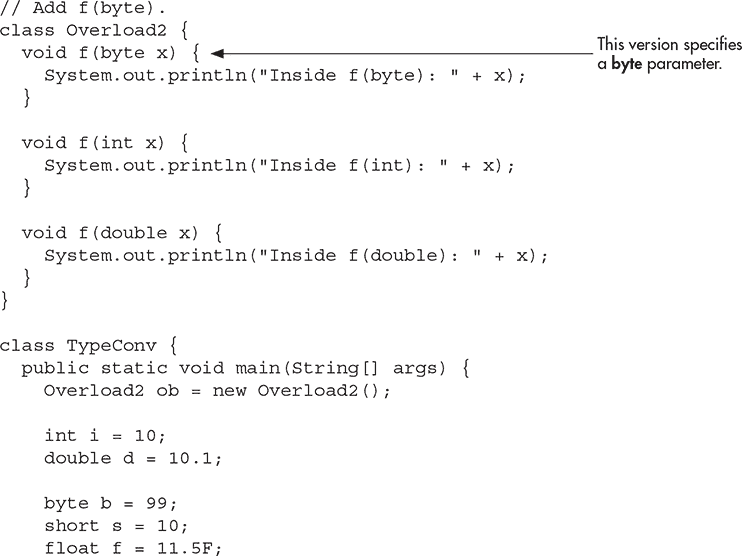 // Add f(byte).
class Overload2 {
  void f(byte x) {
This version specifies
a byte parameter.
    System.out.println("Inside f(byte): " + x);
  }

  void f(int x) {
    System.out.println("Inside f(int): " + x);
  }

  void f(double x) {
    System.out.println("Inside f(double): " + x);
  }
}

class TypeConv {
  public static void main(String[] args) {
    Overload2 ob = new Overload2();

    int i = 10;
    double d = 10.1;

    byte b = 99;
    short s = 10;
    float f = 11.5F;